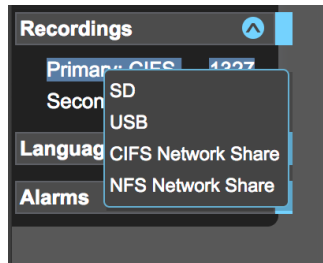 Recordings
Primary: CIFS 1327
Secon
SD
USB
CIFS Network Share
NFS Network Share
Languag
Alarms